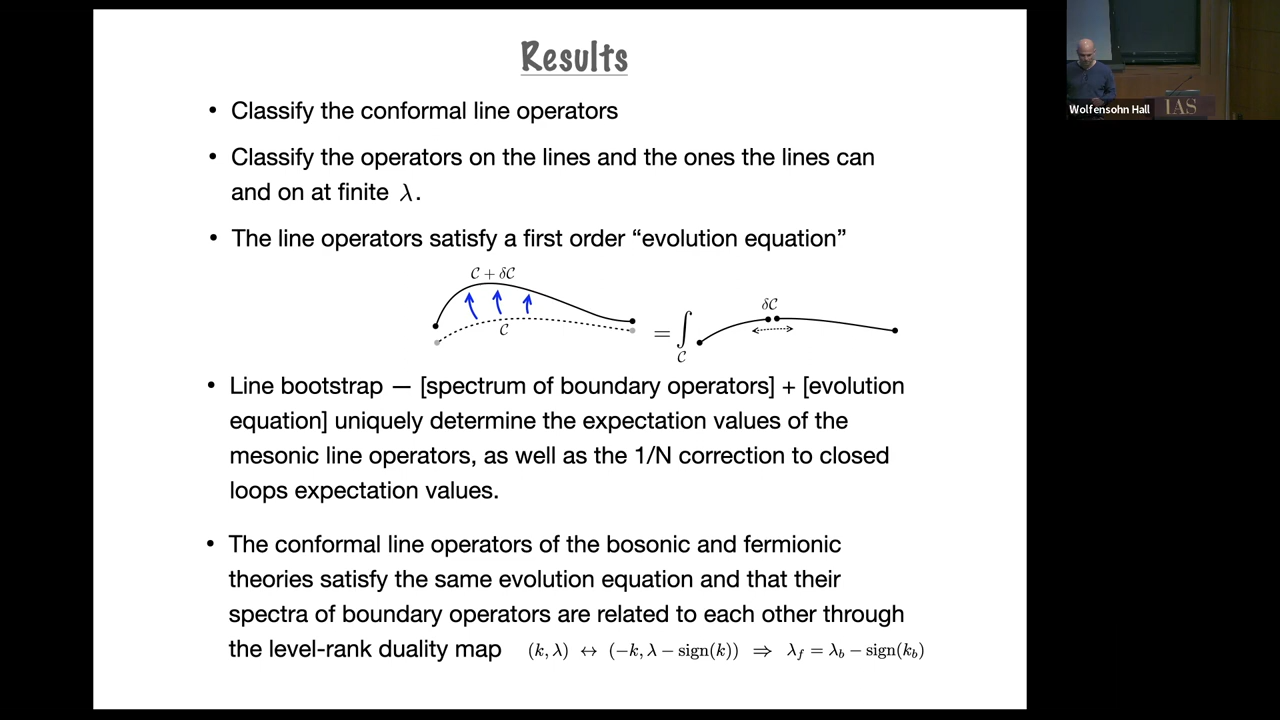 Results
• Classify the conformal line operators
• Classify the operators on the lines and the ones the lines can
and on at finite λ.
• The line operators satisfy a first order “evolution equation”
𝒞 + δ𝒞
𝒞
= ∫
𝒞
δ𝒞
• Line bootstrap — [spectrum of boundary operators] + [evolution
equation] uniquely determine the expectation values of the
mesonic line operators, as well as the 1/N correction to closed
loops expectation values.
• The conformal line operators of the bosonic and fermionic
theories satisfy the same evolution equation and that their
spectra of boundary operators are related to each other through
the level-rank duality map (k, λ) ↔ (−k, λ − sign(k)) ⇒ λ_f = λ_b − sign(k_b)
Wolfensohn Hall
IAS